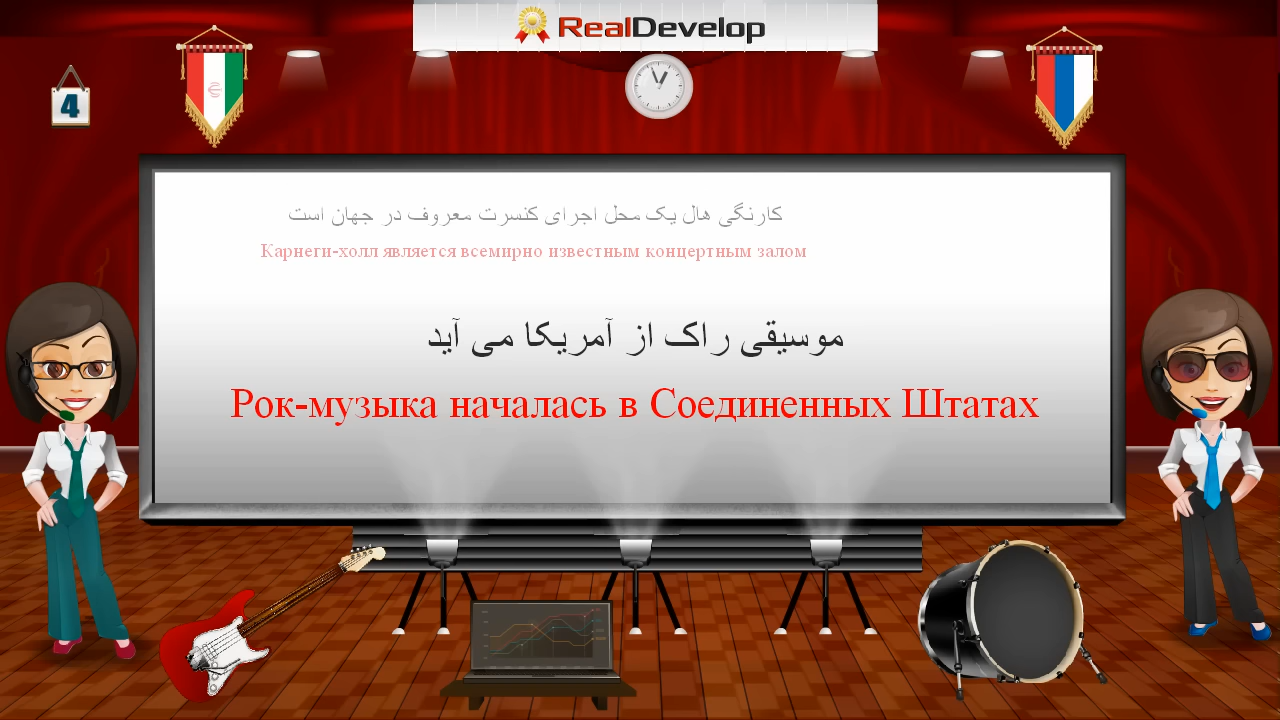 RealDevelop
4
کارنگی هال یک محل اجرای کنسرت معروف در جهان است
Карнеги-холл является всемирно известным концертным залом
موسیقی راک از آمریکا می آید
Рок-музыка началась в Соединенных Штатах